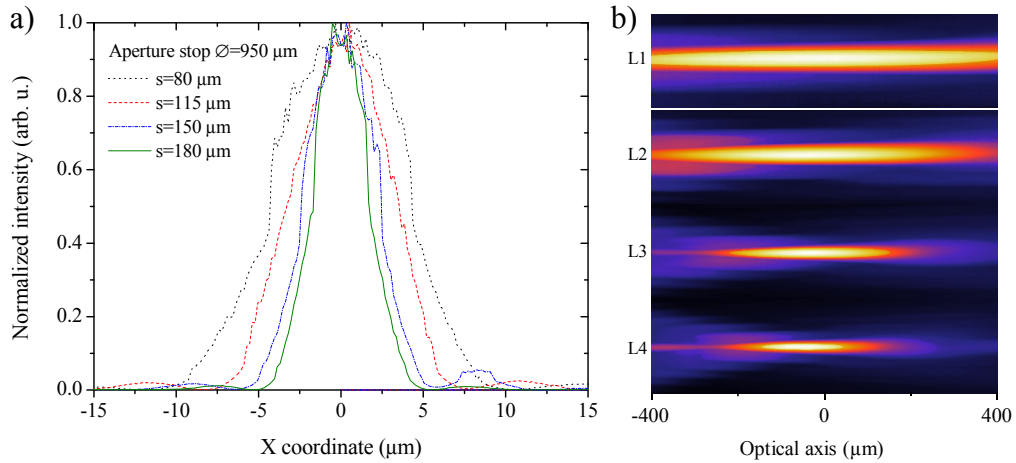 a)
Normalized intensity (arb. u.)
1.0
0.8
0.6
0.4
0.2
0.0
Aperture stop Ø=950 µm
s=80 µm
s=115 µm
s=150 µm
s=180 µm
-15
-10
-5
0
5
10
15
X coordinate (µm)
b)
L1
L2
L3
L4
-400
0
400
Optical axis (µm)